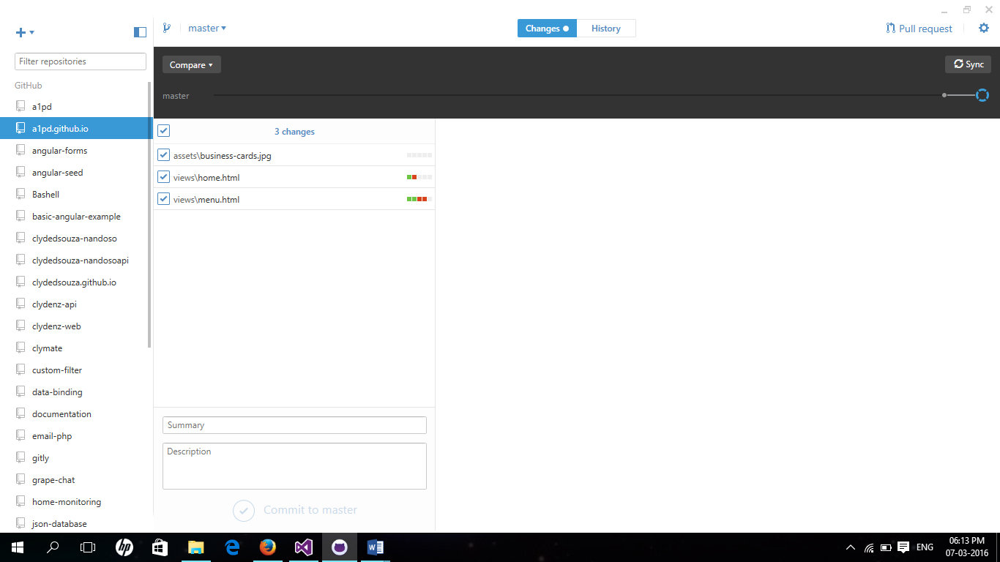 master
Changes
History
Pull request
Filter repositories
Compare
Sync
GitHub
master
a1pd
a1pd.github.io
angular-forms
angular-seed
Bashell
basic-angular-example
clydedsouza-nandoso
clydedsouza-nandosoapi
clydedsouza.github.io
clydenz-api
clydenz-web
clymate
custom-filter
data-binding
documentation
email-php
gitly
grape-chat
home-monitoring
json-database
3 changes
assets\business-cards.jpg
views\home.html
views\menu.html
Summary
Description
Commit to master
hp
ENG
06:13 PM
07-03-2016